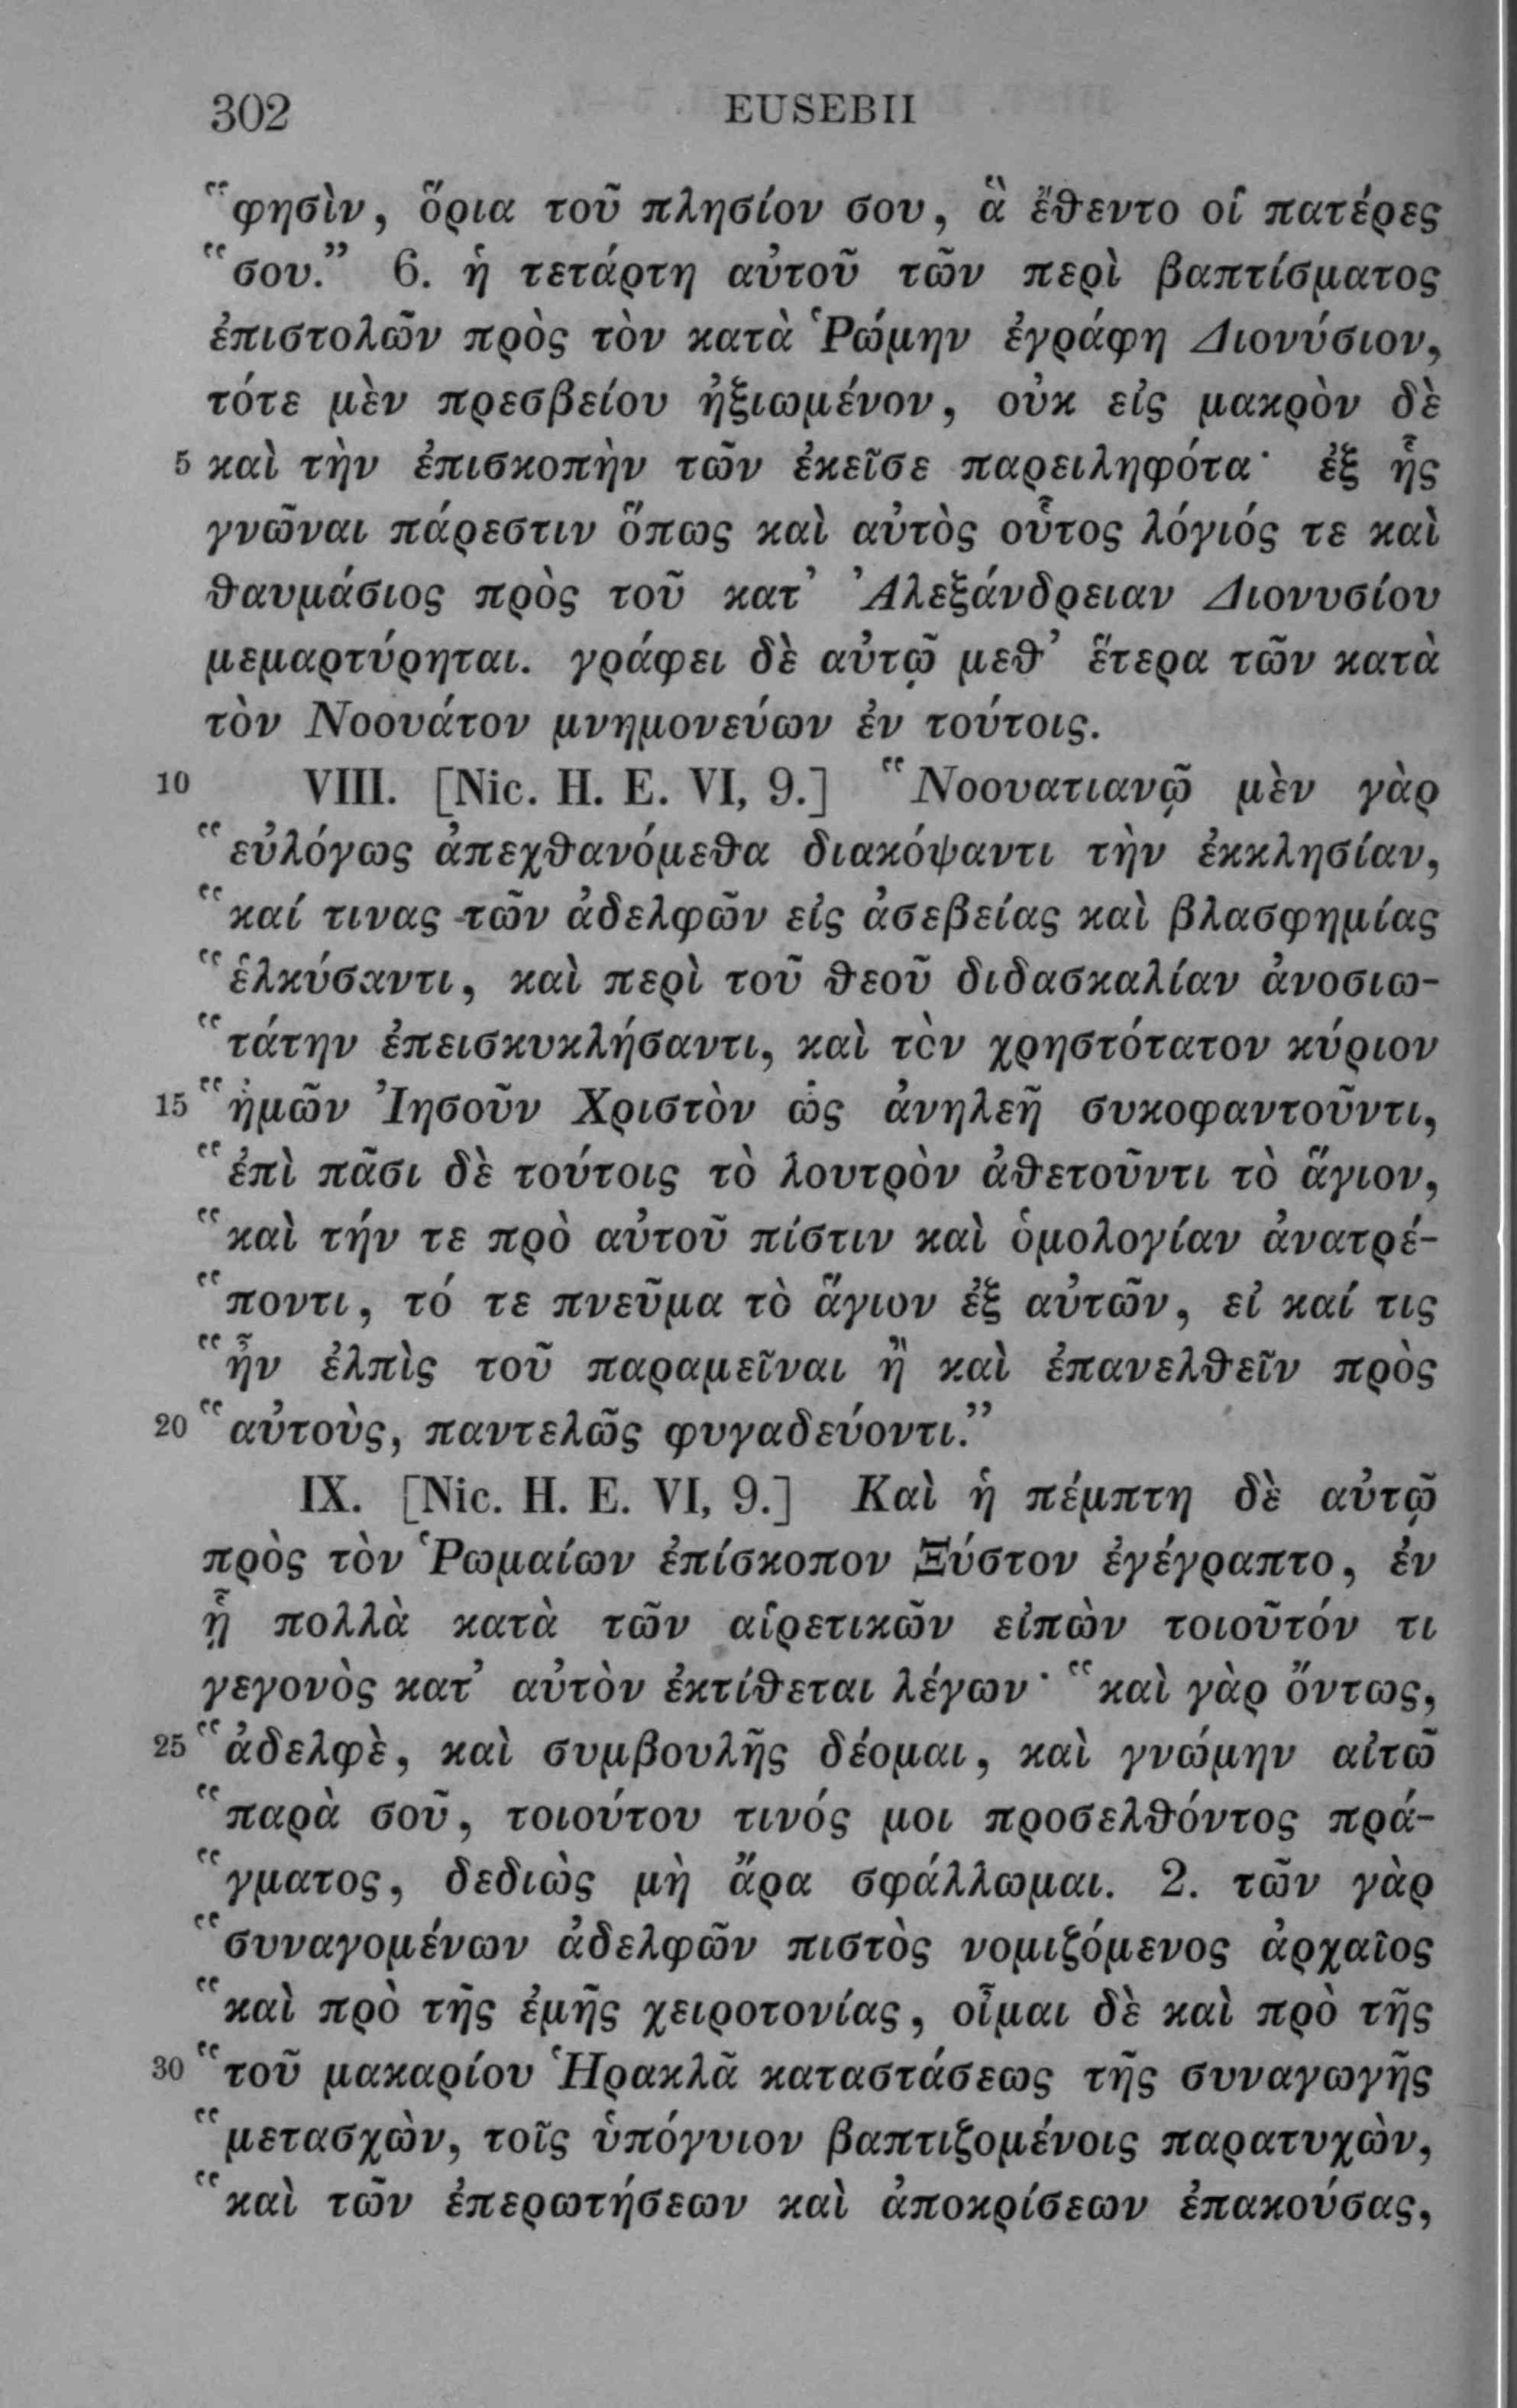 302 EUSEBII
“φησὶν, ὅρια τοῦ πλησίον σου, ἃ ἔθεντο οἱ πατέρες
“σου.” 6. ἡ τετάρτη αὐτοῦ τῶν περὶ βαπτίσματος
ἐπιστολῶν πρὸς τὸν κατὰ Ῥώμην ἐγράφη Διονύσιον,
τότε μὲν πρεσβείου ἠξιωμένον, οὐκ εἰς μακρὸν δὲ
5 καὶ τὴν ἐπισκοπὴν τῶν ἐκεῖσε παρειληφότα· ἐξ ἧς
γνῶναι πάρεστιν ὅπως καὶ αὐτὸς οὗτος λόγιός τε καὶ
θαυμάσιος πρὸς τοῦ κατ’ Ἀλεξάνδρειαν Διονυσίου
μεμαρτύρηται. γράφει δὲ αὐτῷ μεθ’ ἕτερα τῶν κατὰ
τὸν Νοουάτον μνημονεύων ἐν τούτοις.
10 VIII. [Nic. H. E. VI, 9.] “Νοουατιανῷ μὲν γὰρ
“εὐλόγως ἀπεχθανόμεθα διακόψαντι τὴν ἐκκλησίαν,
“καί τινας τῶν ἀδελφῶν εἰς ἀσεβείας καὶ βλασφημίας
“ἑλκύσαντι, καὶ περὶ τοῦ θεοῦ διδασκαλίαν ἀνοσιω-
“τάτην ἐπεισκυκλήσαντι, καὶ τὸν χρηστότατον κύριον
15 “ἡμῶν Ἰησοῦν Χριστὸν ὡς ἀνηλεῆ συκοφαντοῦντι,
“ἐπὶ πᾶσι δὲ τούτοις τὸ λουτρὸν ἀθετοῦντι τὸ ἅγιον,
“καὶ τήν τε πρὸ αὐτοῦ πίστιν καὶ ὁμολογίαν ἀνατρέ-
“ποντι, τό τε πνεῦμα τὸ ἅγιον ἐξ αὐτῶν, εἰ καί τις
“ἦν ἐλπὶς τοῦ παραμεῖναι ἢ καὶ ἐπανελθεῖν πρὸς
20 “αὐτοὺς, παντελῶς φυγαδεύοντι.”
IX. [Nic. H. E. VI, 9.] Καὶ ἡ πέμπτη δὲ αὐτῷ
πρὸς τὸν Ῥωμαίων ἐπίσκοπον Ξύστον ἐγέγραπτο, ἐν
ᾗ πολλὰ κατὰ τῶν αἱρετικῶν εἰπὼν τοιοῦτόν τι
γεγονὸς κατ’ αὐτὸν ἐκτίθεται λέγων· “καὶ γὰρ ὄντως,
25 “ἀδελφὲ, καὶ συμβουλῆς δέομαι, καὶ γνώμην αἰτῶ
“παρὰ σοῦ, τοιούτου τινός μοι προσελθόντος πρά-
“γματος, δεδιὼς μὴ ἄρα σφάλλωμαι. 2. τῶν γὰρ
“συναγομένων ἀδελφῶν πιστὸς νομιζόμενος ἀρχαῖος
“καὶ πρὸ τῆς ἐμῆς χειροτονίας, οἶμαι δὲ καὶ πρὸ τῆς
30 “τοῦ μακαρίου Ἡρακλᾶ καταστάσεως τῆς συναγωγῆς
“μετασχὼν, τοῖς ὑπόγυιον βαπτιζομένοις παρατυχὼν,
“καὶ τῶν ἐπερωτήσεων καὶ ἀποκρίσεων ἐπακούσας,